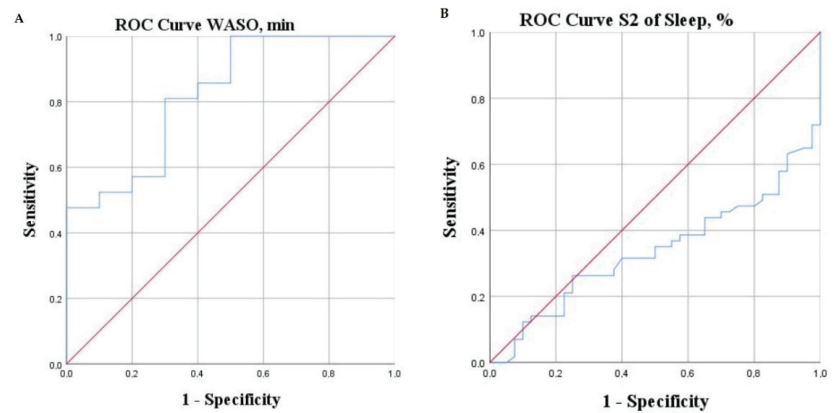 A
ROC Curve WASO, min
1.0
0.8
0.6
0.4
0.2
0.0
Sensitivity
0.0 0.2 0.4 0.6 0.8 1.0
1 - Specificity
B
ROC Curve S2 of Sleep, %
1.0
0.8
0.6
0.4
0.2
0.0
Sensitivity
0.0 0.2 0.4 0.6 0.8 1.0
1 - Specificity